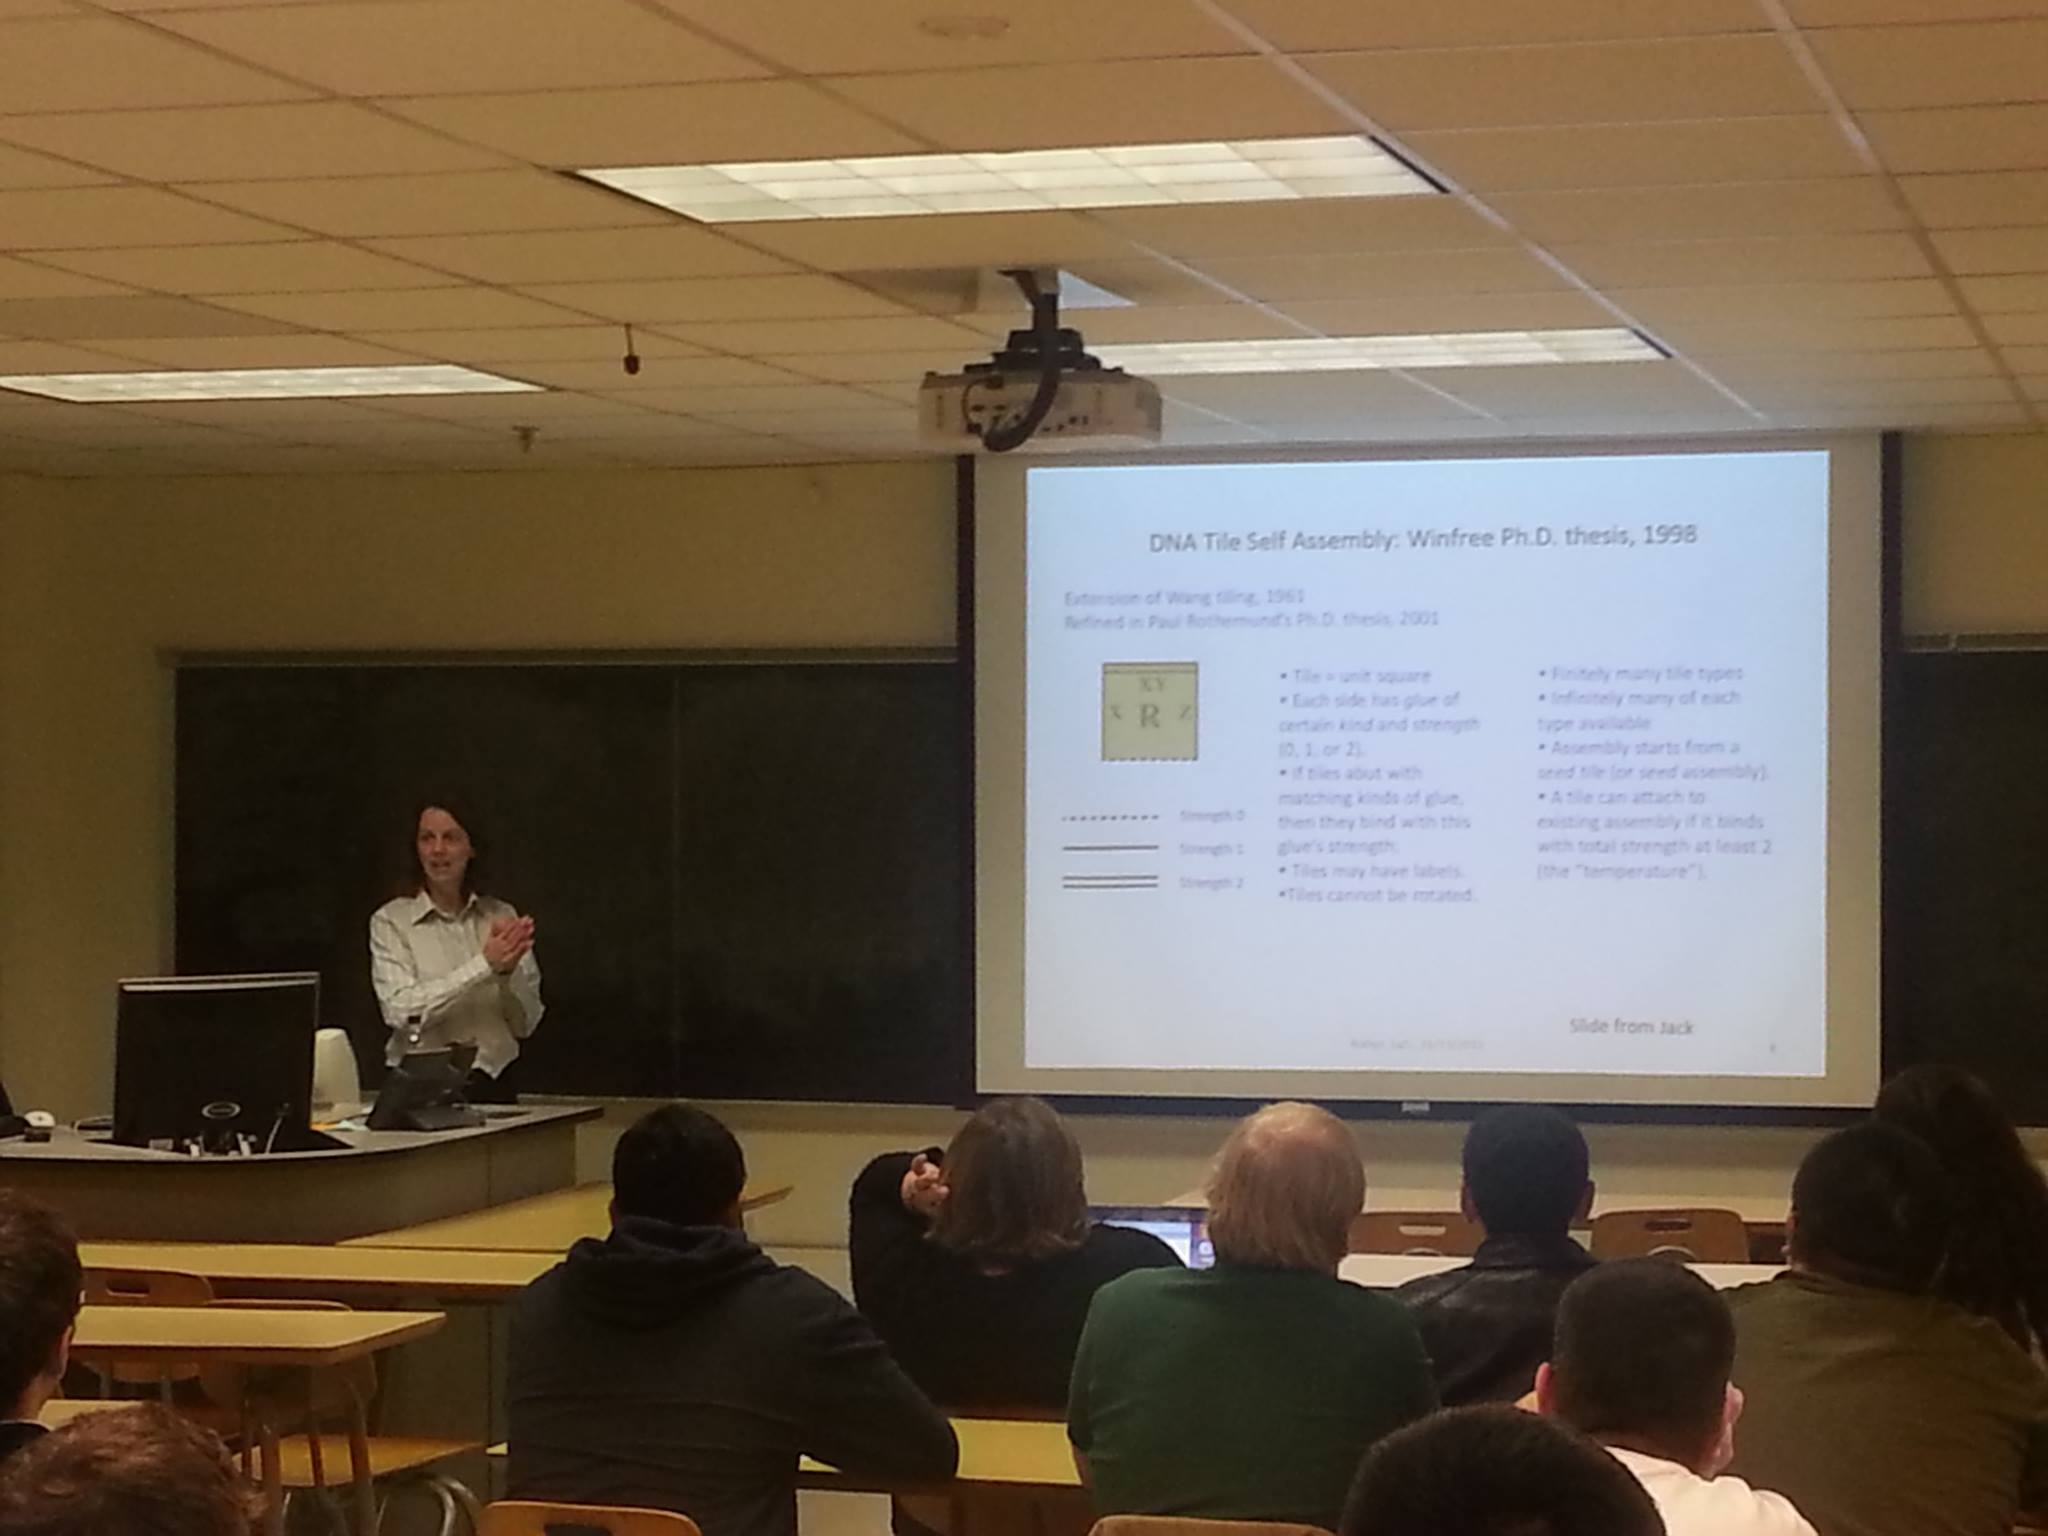 DNA Tile Self Assembly: Winfree Ph.D. thesis, 1998
Extension of Wang tiling, 1961
Refined in Paul Rothemund's Ph.D. thesis, 2001
XY
X R Z
Strength 0
Strength 1
Strength 2
• Tile = unit square
• Each side has glue of
certain kind and strength
(0, 1, or 2).
• If tiles abut with
matching kinds of glue,
then they bind with this
glue's strength.
• Tiles may have labels.
•Tiles cannot be rotated.
• Finitely many tile types
• Infinitely many of each
type available
• Assembly starts from a
seed tile (or seed assembly).
• A tile can attach to
existing assembly if it binds
with total strength at least 2
(the "temperature").
Slide from Jack